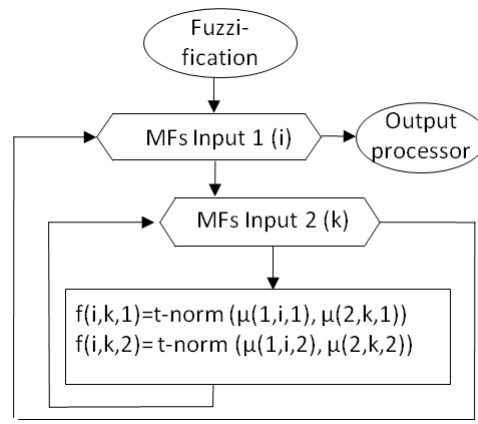 Fuzzi-
fication
MFs Input 1 (i)
Output
processor
MFs Input 2 (k)
f(i,k,1)=t-norm (μ(1,i,1), μ(2,k,1))
f(i,k,2)= t-norm (μ(1,i,2), μ(2,k,2))